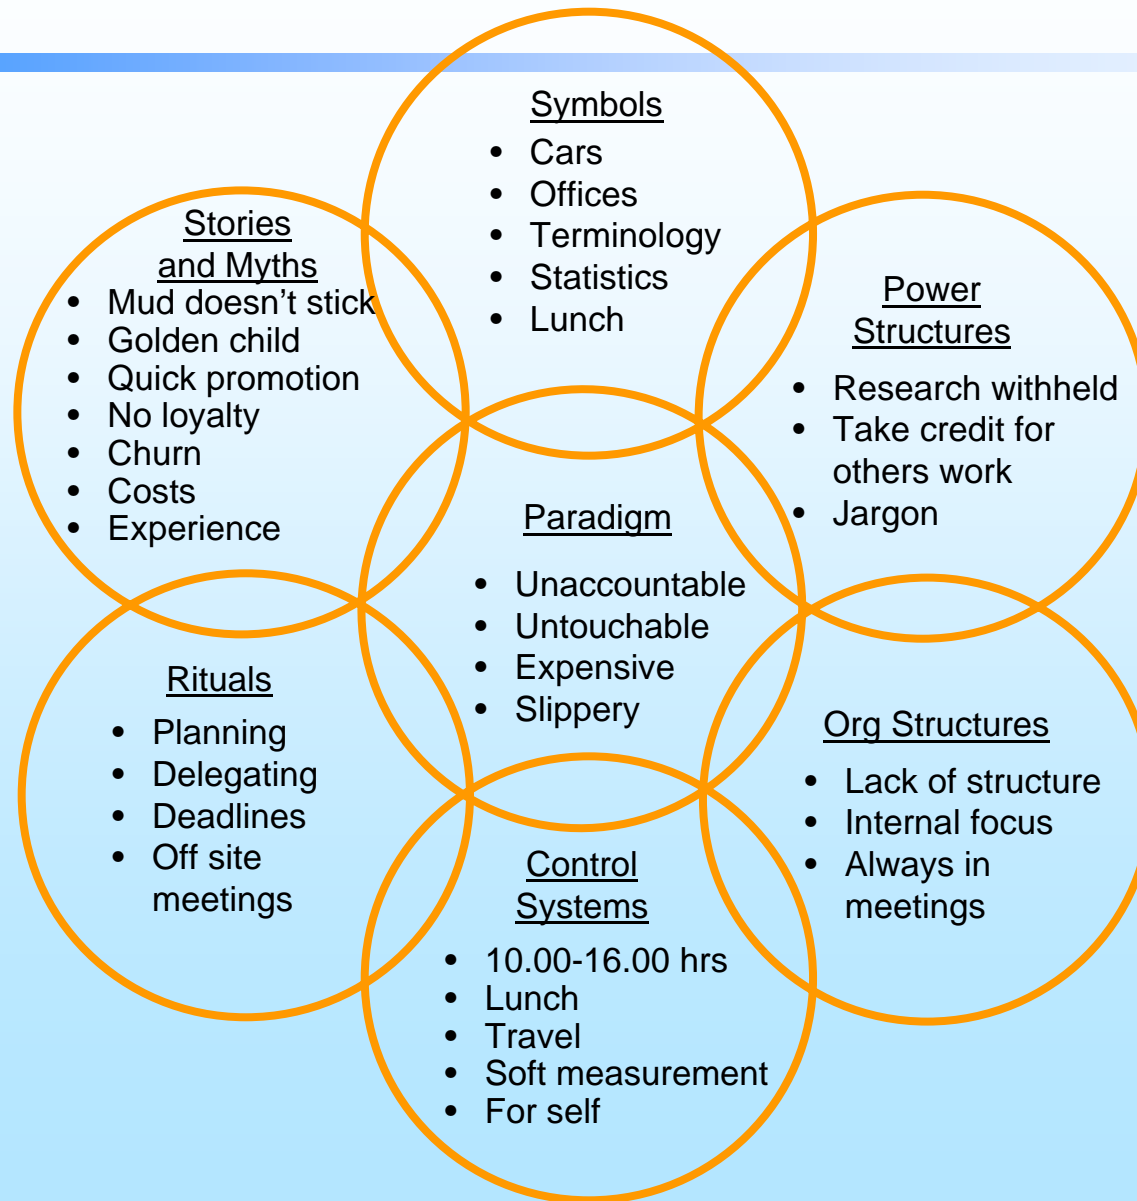 Symbols
• Cars
• Offices
• Terminology
• Statistics
• Lunch
Stories
and Myths
• Mud doesn’t stick
• Golden child
• Quick promotion
• No loyalty
• Churn
• Costs
• Experience
Power
Structures
• Research withheld
• Take credit for
others work
• Jargon
Paradigm
• Unaccountable
• Untouchable
• Expensive
• Slippery
Rituals
• Planning
• Delegating
• Deadlines
• Off site
meetings
Org Structures
• Lack of structure
• Internal focus
• Always in
meetings
Control
Systems
• 10.00-16.00 hrs
• Lunch
• Travel
• Soft measurement
• For self